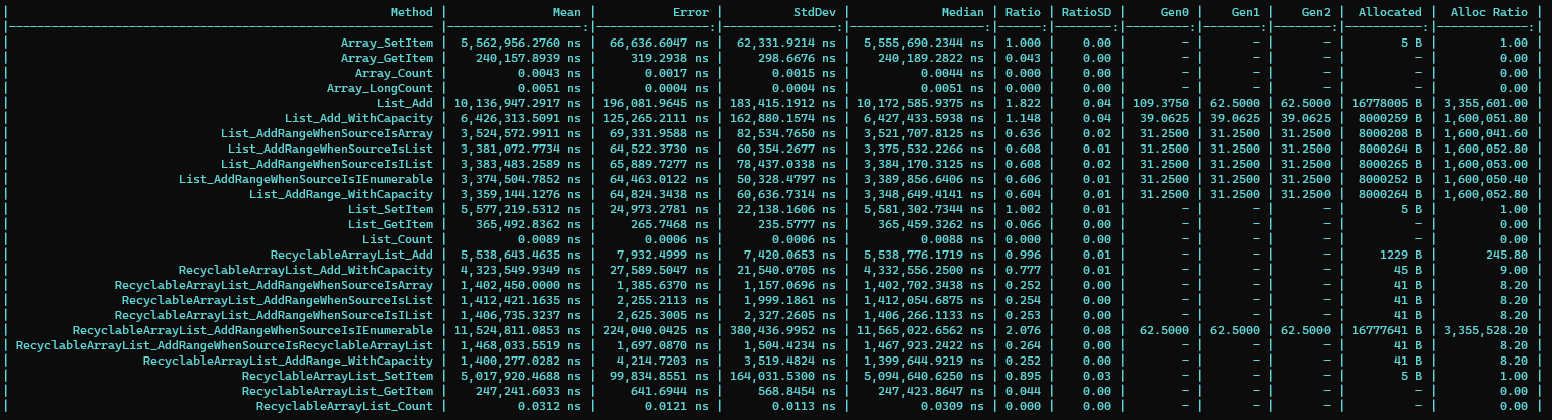 | Method | Mean | Error | StdDev | Median | Ratio | RatioSD | Gen0 | Gen1 | Gen2 | Allocated | Alloc Ratio |
| Array_SetItem | 5,562,956.2760 ns | 66,636.6047 ns | 62,331.9214 ns | 5,555,690.2344 ns | 1.000 | 0.00 | - | - | - | 5 B | 1.00 |
| Array_GetItem | 240,157.8939 ns | 319.2938 ns | 298.6676 ns | 240,189.2822 ns | 0.043 | 0.00 | - | - | - | - | 0.00 |
| Array_Count | 0.0043 ns | 0.0017 ns | 0.0015 ns | 0.0044 ns | 0.000 | 0.00 | - | - | - | - | 0.00 |
| Array_LongCount | 0.0051 ns | 0.0004 ns | 0.0004 ns | 0.0051 ns | 0.000 | 0.00 | - | - | - | - | 0.00 |
| List_Add | 10,136,947.2917 ns | 196,081.9645 ns | 183,415.1912 ns | 10,172,585.9375 ns | 1.822 | 0.04 | 109.3750 | 62.5000 | 62.5000 | 16778005 B | 3,355,601.00 |
| List_Add_WithCapacity | 6,426,313.5091 ns | 125,265.2111 ns | 162,880.1574 ns | 6,427,433.5938 ns | 1.148 | 0.04 | 39.0625 | 39.0625 | 39.0625 | 8000259 B | 1,600,051.80 |
| List_AddRangeWhenSourceIsArray | 3,524,572.9911 ns | 69,331.9588 ns | 82,534.7650 ns | 3,521,707.8125 ns | 0.636 | 0.02 | 31.2500 | 31.2500 | 31.2500 | 8000208 B | 1,600,041.60 |
| List_AddRangeWhenSourceIsList | 3,381,072.7734 ns | 64,522.3730 ns | 60,354.2677 ns | 3,375,532.2266 ns | 0.608 | 0.01 | 31.2500 | 31.2500 | 31.2500 | 8000264 B | 1,600,052.80 |
| List_AddRangeWhenSourceIsIList | 3,383,483.2589 ns | 65,889.7277 ns | 78,437.0338 ns | 3,384,170.3125 ns | 0.608 | 0.02 | 31.2500 | 31.2500 | 31.2500 | 8000265 B | 1,600,053.00 |
| List_AddRangeWhenSourceIsIEnumerable | 3,374,504.7852 ns | 64,463.0122 ns | 50,328.4797 ns | 3,389,856.6406 ns | 0.606 | 0.01 | 31.2500 | 31.2500 | 31.2500 | 8000252 B | 1,600,050.40 |
| List_AddRange_WithCapacity | 3,359,144.1276 ns | 64,824.3438 ns | 60,636.7314 ns | 3,348,649.4141 ns | 0.604 | 0.01 | 31.2500 | 31.2500 | 31.2500 | 8000264 B | 1,600,052.80 |
| List_SetItem | 5,577,219.5312 ns | 24,973.2781 ns | 22,138.1606 ns | 5,581,302.7344 ns | 1.002 | 0.01 | - | - | - | 5 B | 1.00 |
| List_GetItem | 365,492.8362 ns | 265.7468 ns | 235.5777 ns | 365,459.3262 ns | 0.066 | 0.00 | - | - | - | - | 0.00 |
| List_Count | 0.0089 ns | 0.0006 ns | 0.0006 ns | 0.0088 ns | 0.000 | 0.00 | - | - | - | - | 0.00 |
| RecyclableArrayList_Add | 5,538,643.4635 ns | 7,932.4999 ns | 7,420.0653 ns | 5,538,776.1719 ns | 0.996 | 0.01 | - | - | - | 1229 B | 245.80 |
| RecyclableArrayList_Add_WithCapacity | 4,323,549.9349 ns | 27,589.5047 ns | 21,540.0705 ns | 4,332,556.2500 ns | 0.777 | 0.01 | - | - | - | 45 B | 9.00 |
| RecyclableArrayList_AddRangeWhenSourceIsArray | 1,402,450.0000 ns | 1,385.6370 ns | 1,157.0696 ns | 1,402,702.3438 ns | 0.252 | 0.00 | - | - | - | 41 B | 8.20 |
| RecyclableArrayList_AddRangeWhenSourceIsList | 1,412,421.1635 ns | 2,255.2113 ns | 1,999.1861 ns | 1,412,054.6875 ns | 0.254 | 0.00 | - | - | - | 41 B | 8.20 |
| RecyclableArrayList_AddRangeWhenSourceIsIList | 1,406,735.3237 ns | 2,625.3005 ns | 2,327.2605 ns | 1,406,266.1133 ns | 0.253 | 0.00 | - | - | - | 41 B | 8.20 |
| RecyclableArrayList_AddRangeWhenSourceIsIEnumerable | 11,524,811.0853 ns | 224,040.0425 ns | 380,436.9952 ns | 11,565,022.6562 ns | 2.076 | 0.08 | 62.5000 | 62.5000 | 62.5000 | 16777641 B | 3,355,528.20 |
| RecyclableArrayList_AddRangeWhenSourceIsRecyclableArrayList | 1,468,033.5519 ns | 1,697.0870 ns | 1,504.4234 ns | 1,467,923.2422 ns | 0.264 | 0.00 | - | - | - | 41 B | 8.20 |
| RecyclableArrayList_AddRange_WithCapacity | 1,400,277.0282 ns | 4,214.7203 ns | 3,519.4824 ns | 1,399,644.9219 ns | 0.252 | 0.00 | - | - | - | 41 B | 8.20 |
| RecyclableArrayList_SetItem | 5,017,920.4688 ns | 99,834.8551 ns | 164,031.5300 ns | 5,094,640.6250 ns | 0.895 | 0.03 | - | - | - | 5 B | 1.00 |
| RecyclableArrayList_GetItem | 247,241.6033 ns | 641.6944 ns | 568.8454 ns | 247,423.8647 ns | 0.044 | 0.00 | - | - | - | - | 0.00 |
| RecyclableArrayList_Count | 0.0312 ns | 0.0121 ns | 0.0113 ns | 0.0309 ns | 0.000 | 0.00 | - | - | - | - | 0.00 |